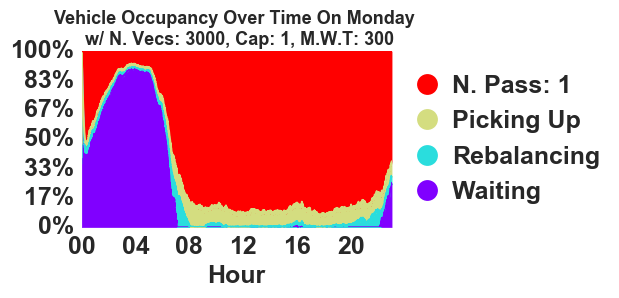 Vehicle Occupancy Over Time On Monday
w/ N. Vecs: 3000, Cap: 1, M.W.T: 300
100%
83%
67%
50%
33%
17%
0%
00 04 08 12 16 20
Hour
N. Pass: 1
Picking Up
Rebalancing
Waiting